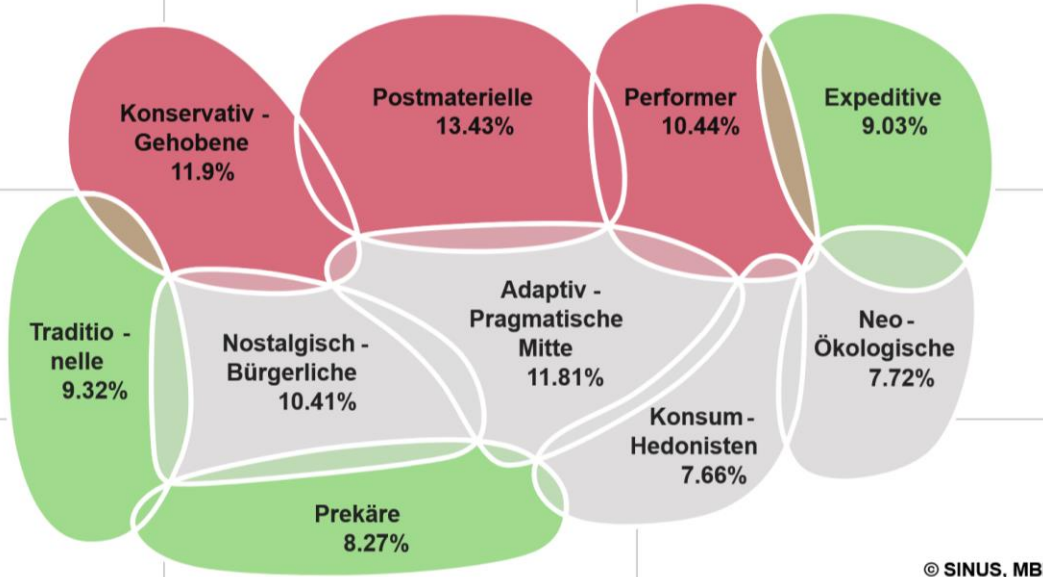 Konservativ -
Gehobene
11.9%
Postmaterielle
13.43%
Performer
10.44%
Expeditive
9.03%
Traditio -
nelle
9.32%
Nostalgisch -
Bürgerliche
10.41%
Adaptiv -
Pragmatische
Mitte
11.81%
Neo -
Ökologische
7.72%
Konsum -
Hedonisten
7.66%
Prekäre
8.27%
© SINUS, MB